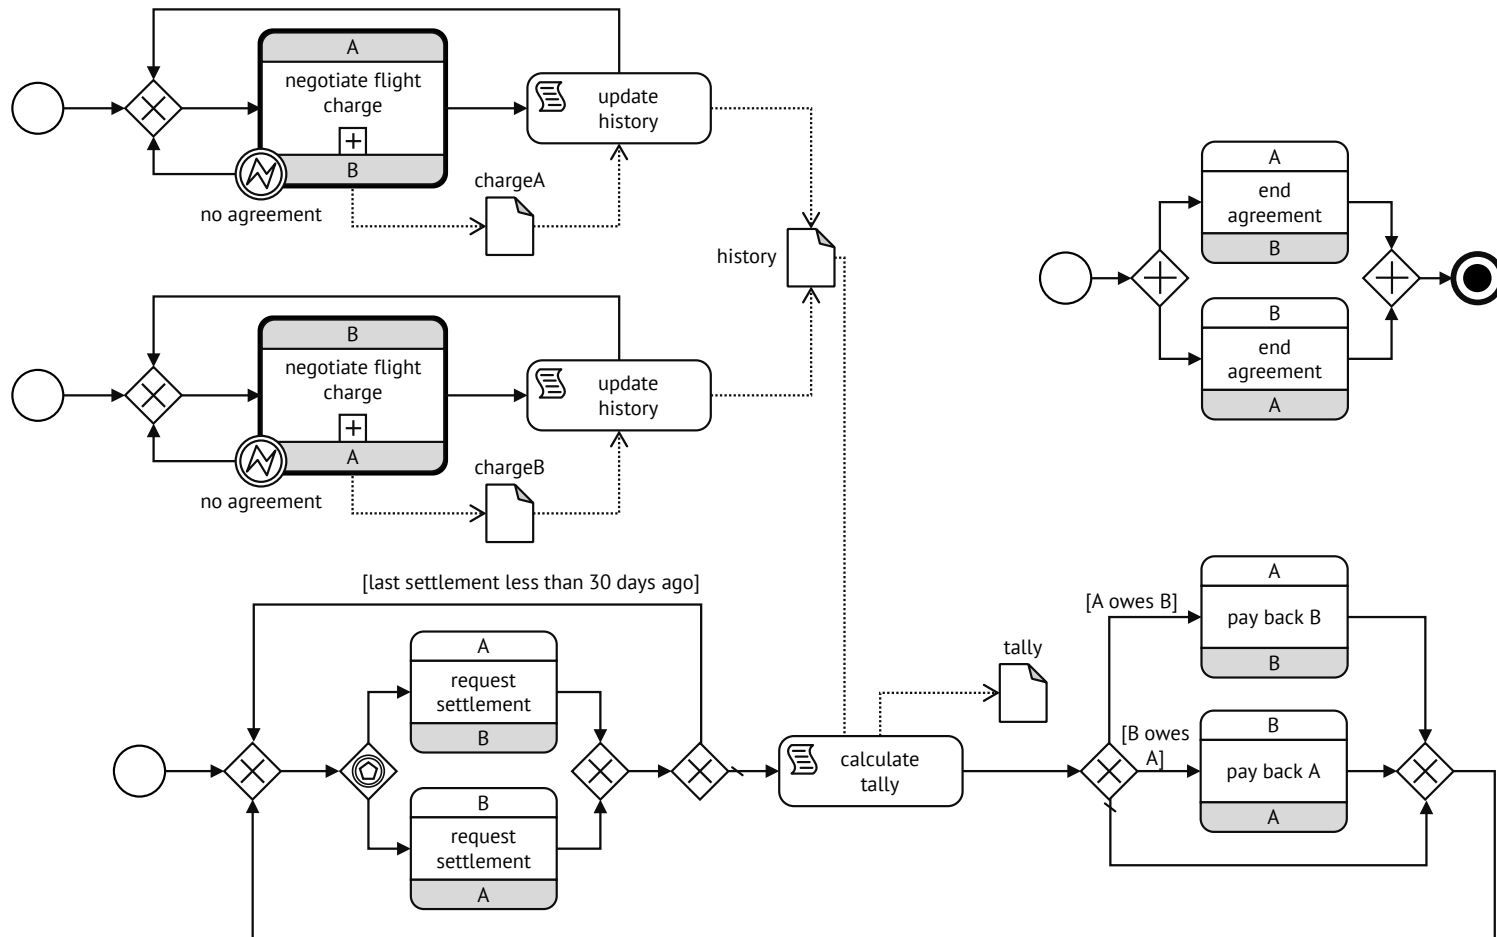 A
negotiate flight
charge
B
no agreement
update
history
chargeA
history
A
end
agreement
B
B
end
agreement
A
B
negotiate flight
charge
A
no agreement
update
history
chargeB
[last settlement less than 30 days ago]
A
request
settlement
B
B
request
settlement
A
calculate
tally
tally
[A owes B]
A
pay back B
B
[B owes
A]
B
pay back A
A